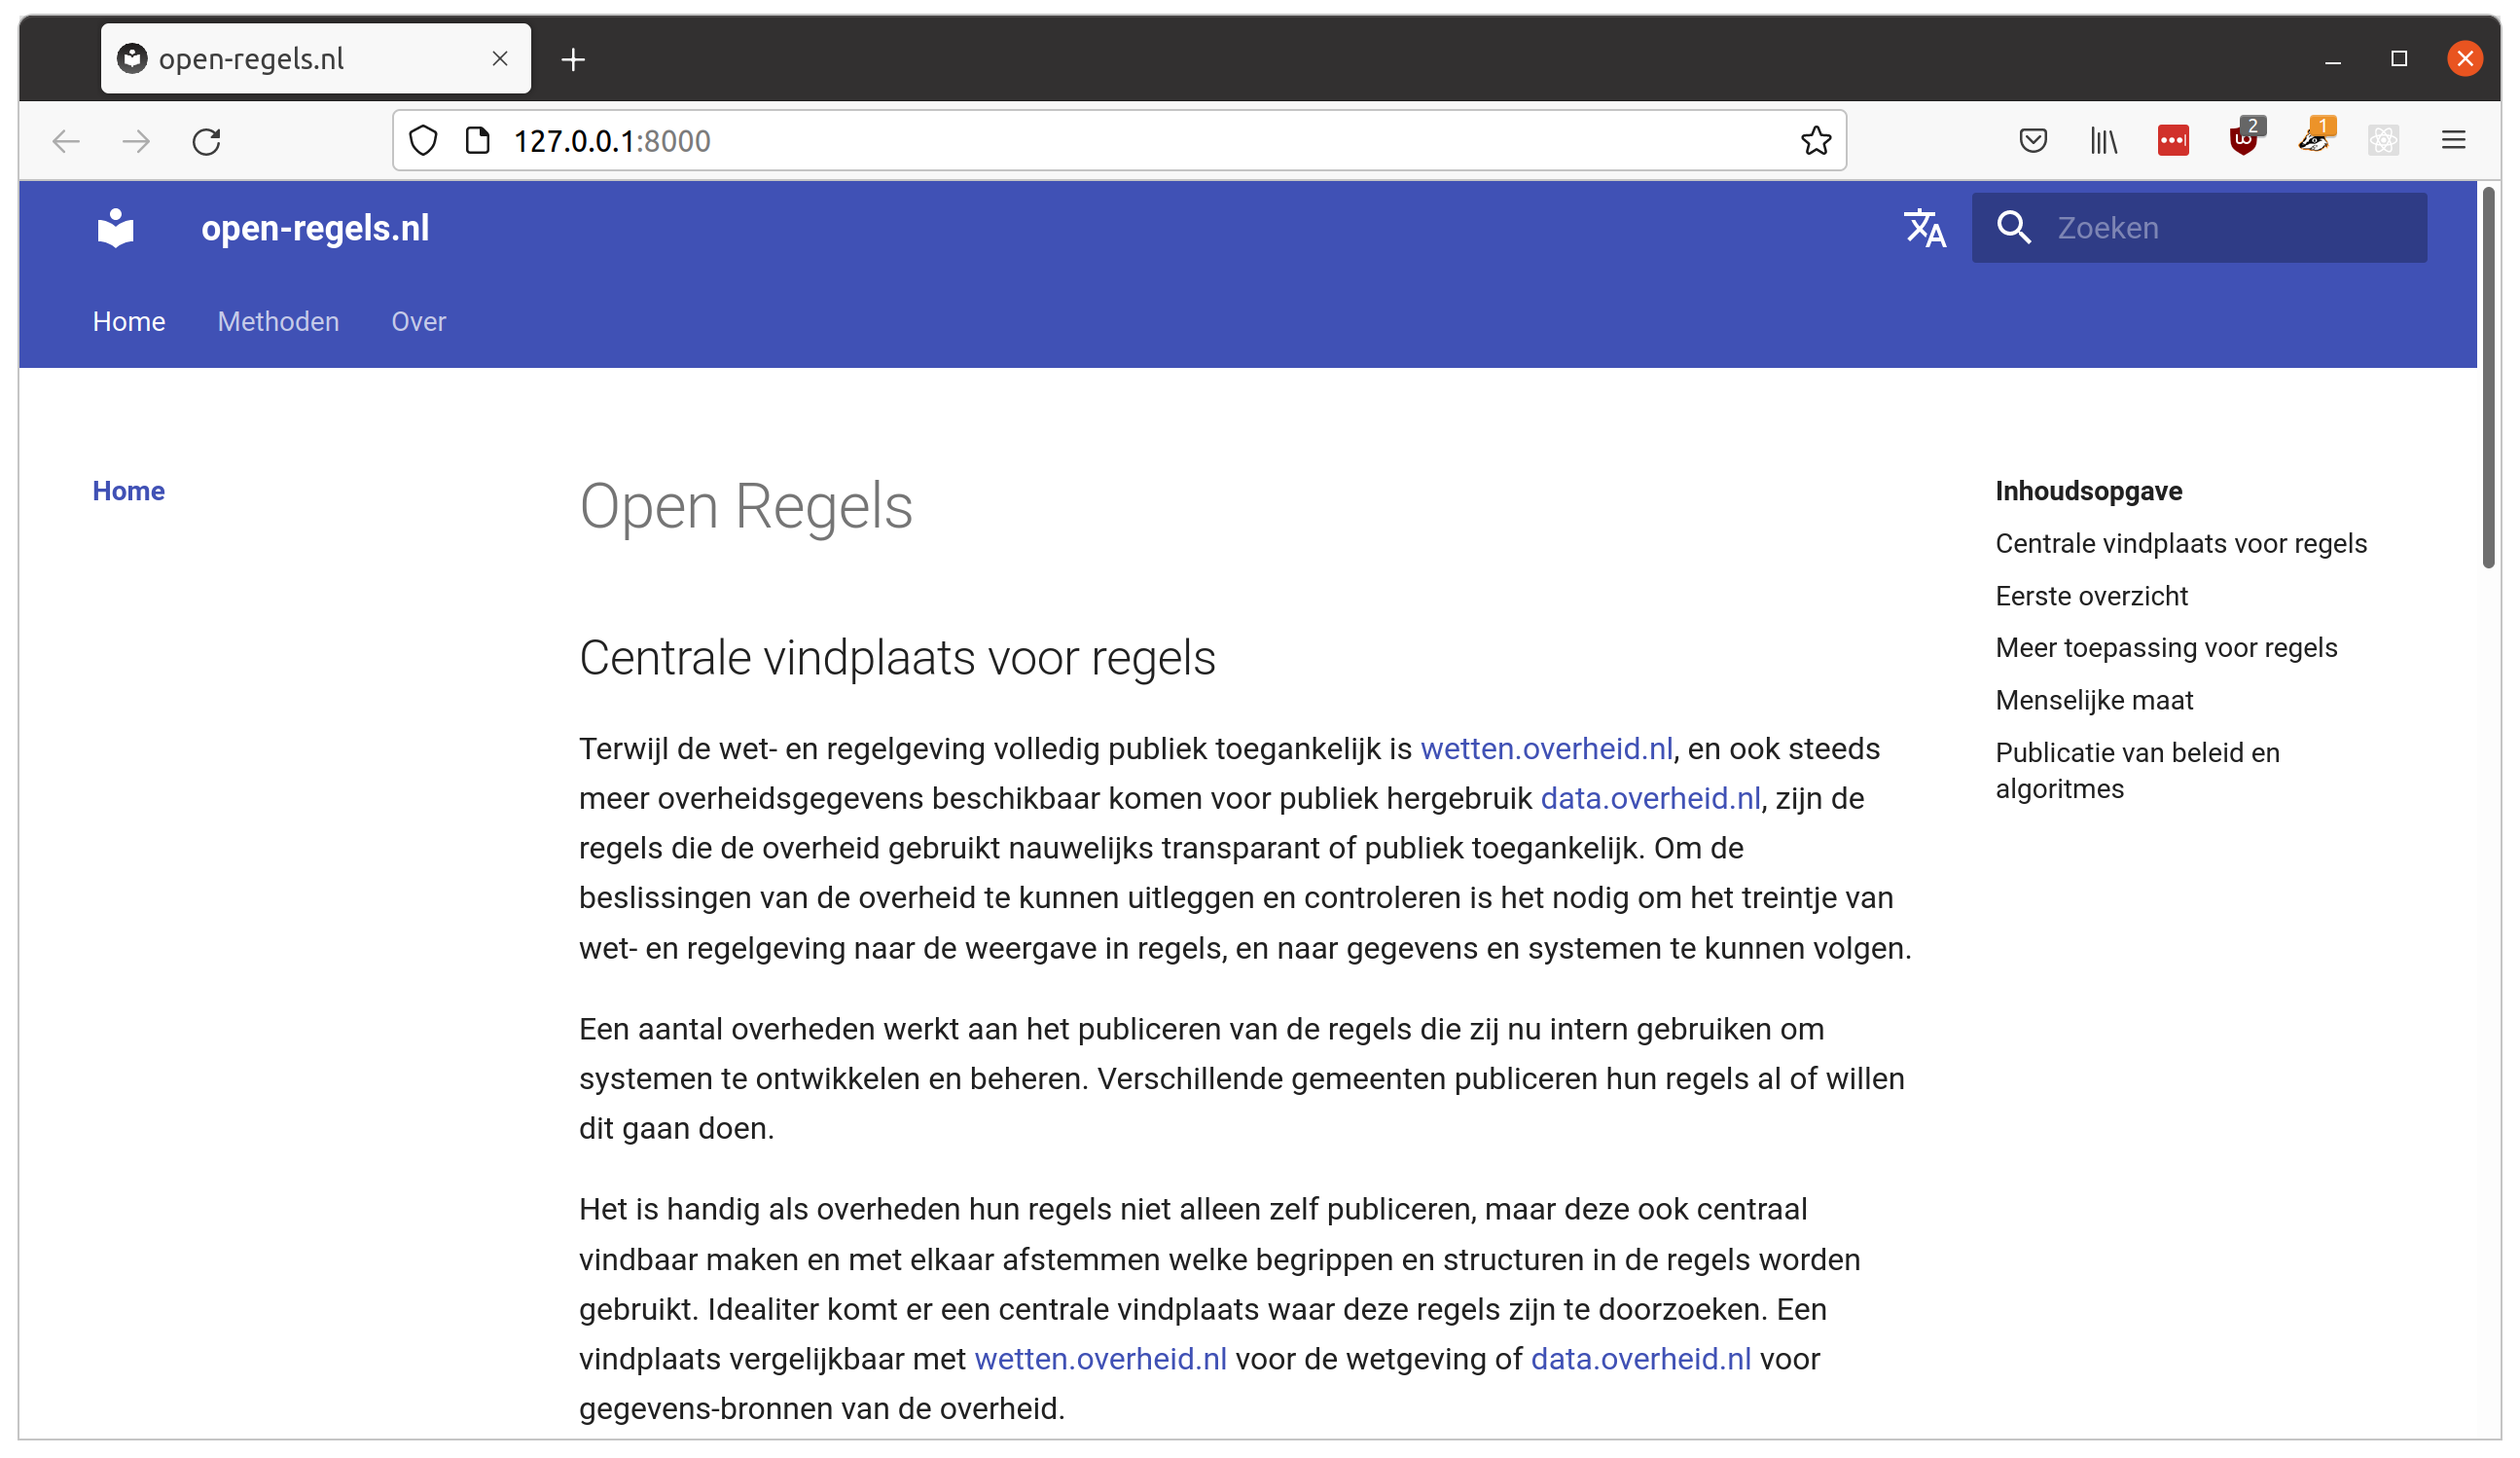 open-regels.nl
127.0.0.1:8000
2
1
open-regels.nl
Zoeken
Home Methoden Over
Home
Open Regels
Centrale vindplaats voor regels
Terwijl de wet- en regelgeving volledig publiek toegankelijk is wetten.overheid.nl, en ook steeds
meer overheidsgegevens beschikbaar komen voor publiek hergebruik data.overheid.nl, zijn de
regels die de overheid gebruikt nauwelijks transparant of publiek toegankelijk. Om de
beslissingen van de overheid te kunnen uitleggen en controleren is het nodig om het treintje van
wet- en regelgeving naar de weergave in regels, en naar gegevens en systemen te kunnen volgen.
Een aantal overheden werkt aan het publiceren van de regels die zij nu intern gebruiken om
systemen te ontwikkelen en beheren. Verschillende gemeenten publiceren hun regels al of willen
dit gaan doen.
Het is handig als overheden hun regels niet alleen zelf publiceren, maar deze ook centraal
vindbaar maken en met elkaar afstemmen welke begrippen en structuren in de regels worden
gebruikt. Idealiter komt er een centrale vindplaats waar deze regels zijn te doorzoeken. Een
vindplaats vergelijkbaar met wetten.overheid.nl voor de wetgeving of data.overheid.nl voor
gegevens-bronnen van de overheid.
Inhoudsopgave
Centrale vindplaats voor regels
Eerste overzicht
Meer toepassing voor regels
Menselijke maat
Publicatie van beleid en
algoritmes